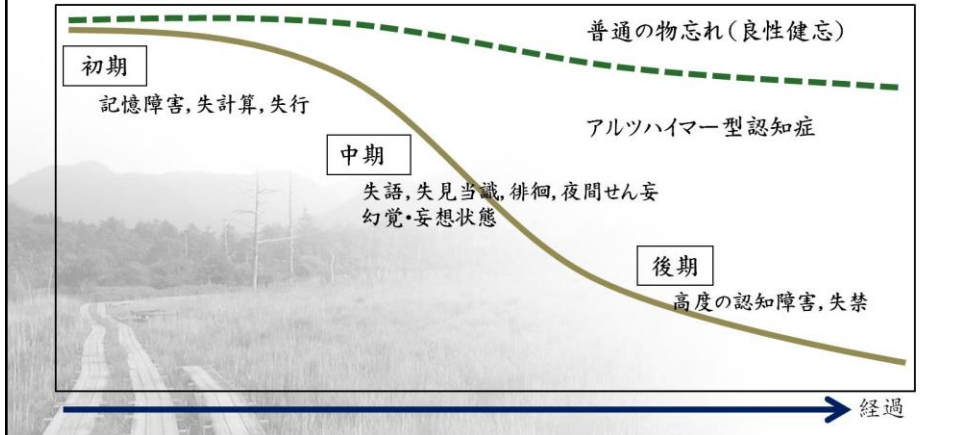 普通の物忘れ(良性健忘)
初期
記憶障害,失計算,失行
アルツハイマー型認知症
中期
失語,失見当識,徘徊,夜間せん妄
幻覚・妄想状態
後期
高度の認知障害,失禁
経過